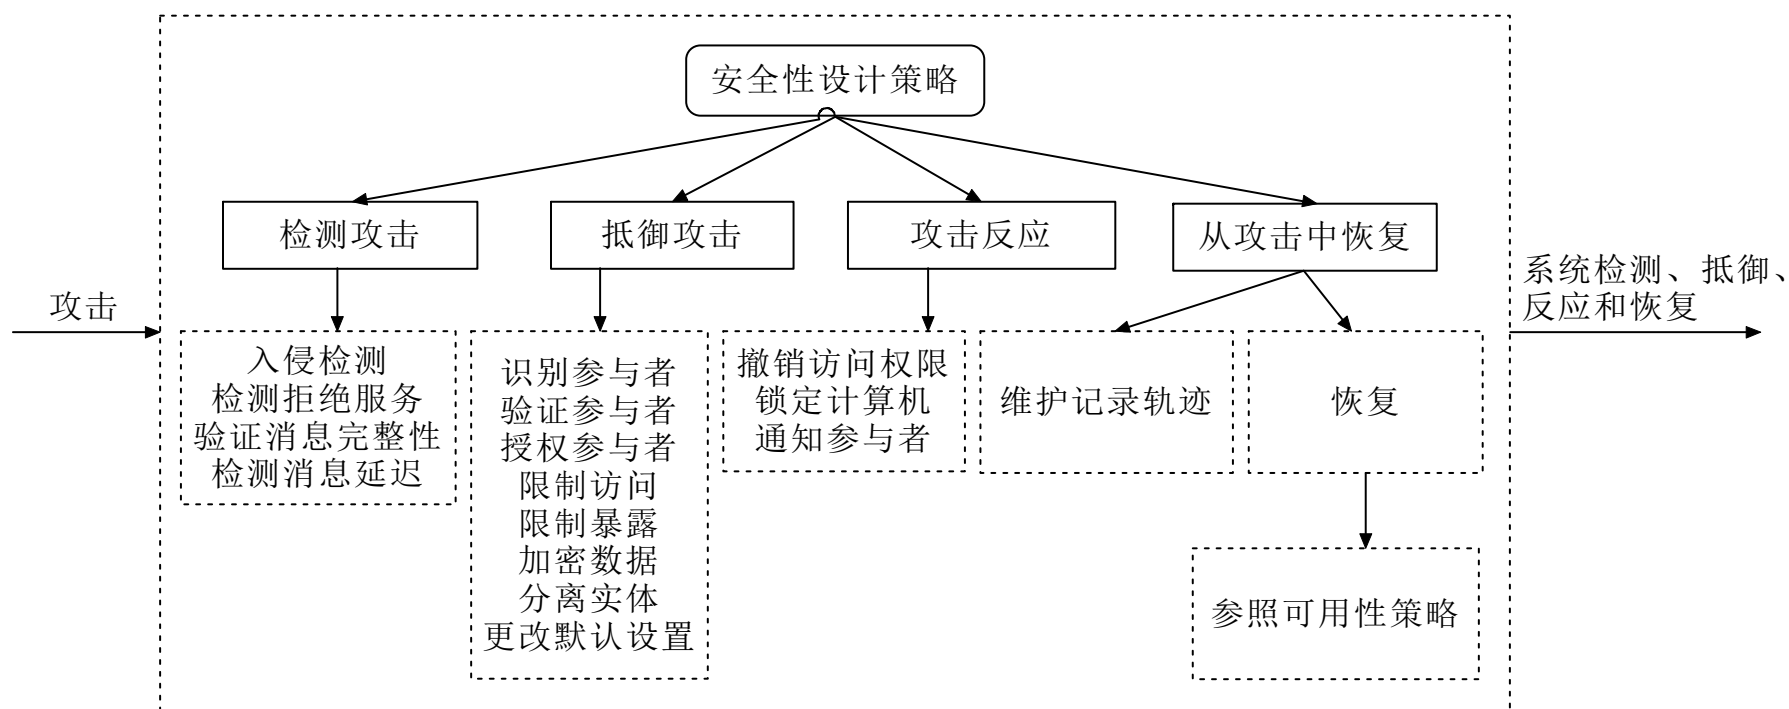 安全性设计策略
检测攻击
抵御攻击
攻击反应
从攻击中恢复
攻击
系统检测、抵御、
反应和恢复
入侵检测
检测拒绝服务
验证消息完整性
检测消息延迟
识别参与者
验证参与者
授权参与者
限制访问
限制暴露
加密数据
分离实体
更改默认设置
撤销访问权限
锁定计算机
通知参与者
维护记录轨迹
恢复
参照可用性策略